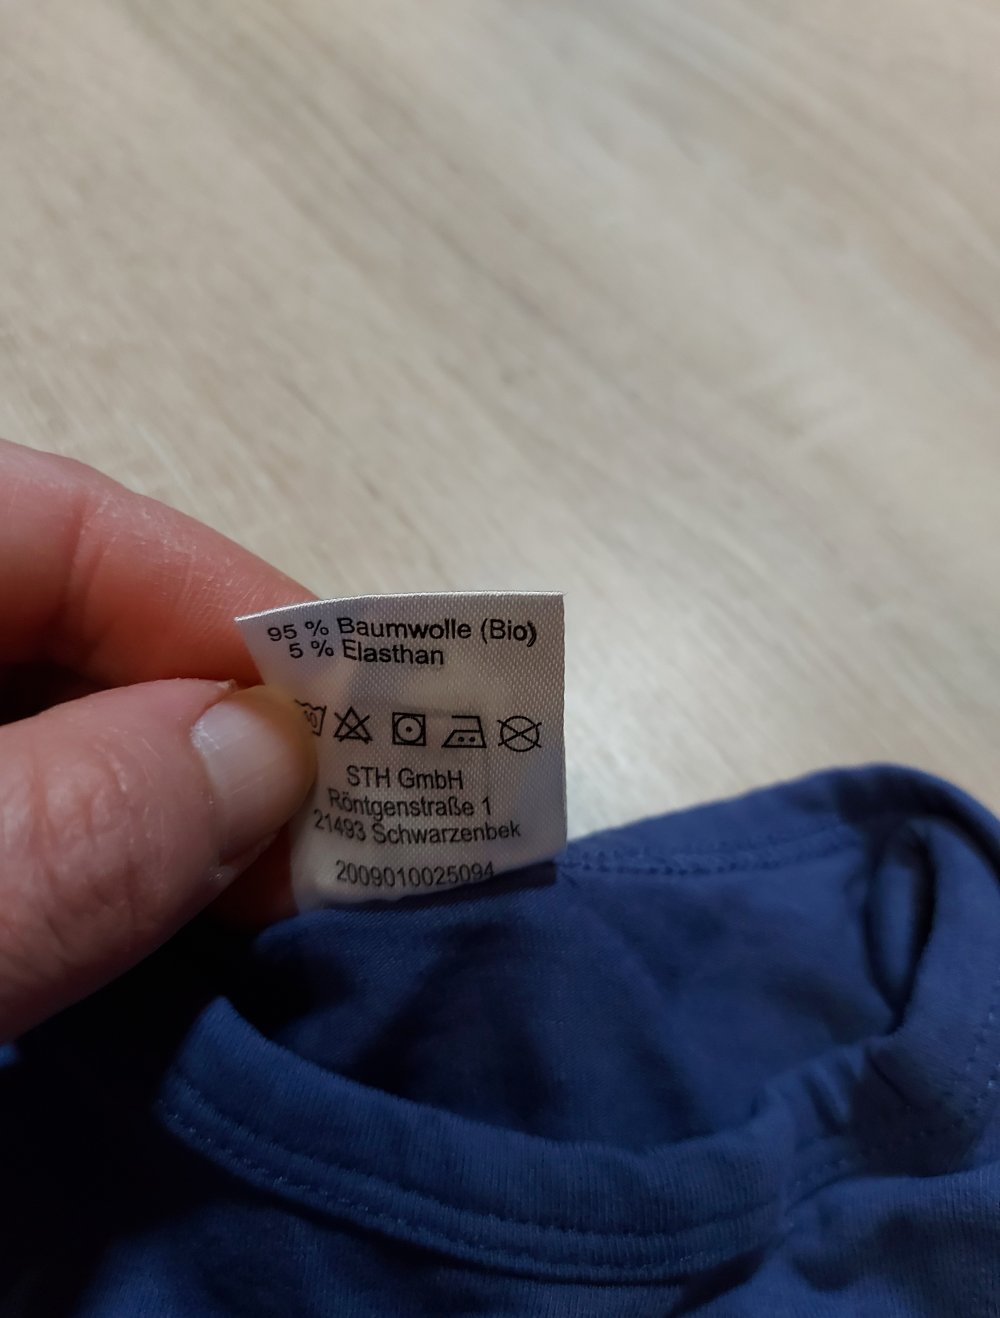 95 % Baumwolle (Bio)
5 % Elasthan
STH GmbH
Röntgenstraße 1
21493 Schwarzenbek
2009010025094